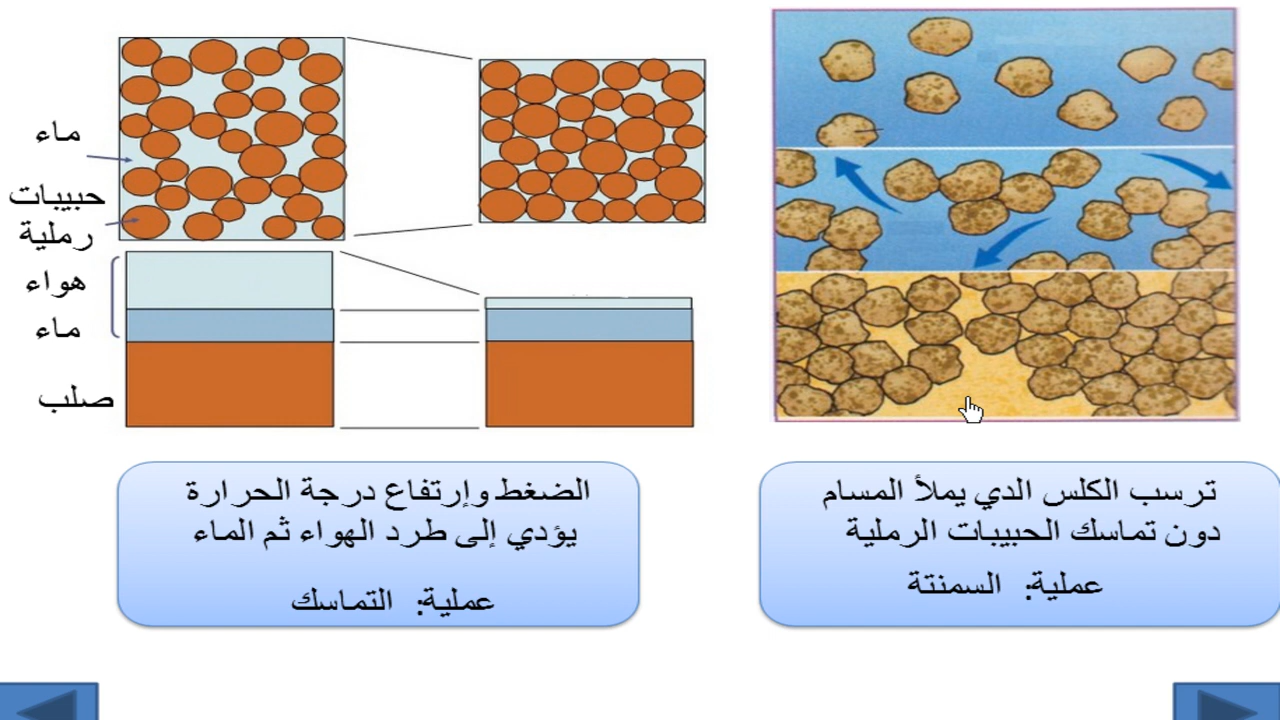 ماء
حبيبات
رملية
هواء
ماء
صلب
ترسب الكلس الدي يملأ المسام
دون تماسك الحبيبات الرملية
عملية: السمنتة
الضغط وإرتفاع درجة الحرارة
يؤدي إلى طرد الهواء ثم الماء
عملية: التماسك